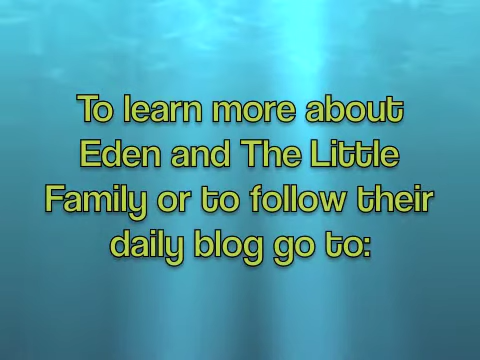 To learn more about
Eden and The Little
Family or to follow their
daily blog go to: